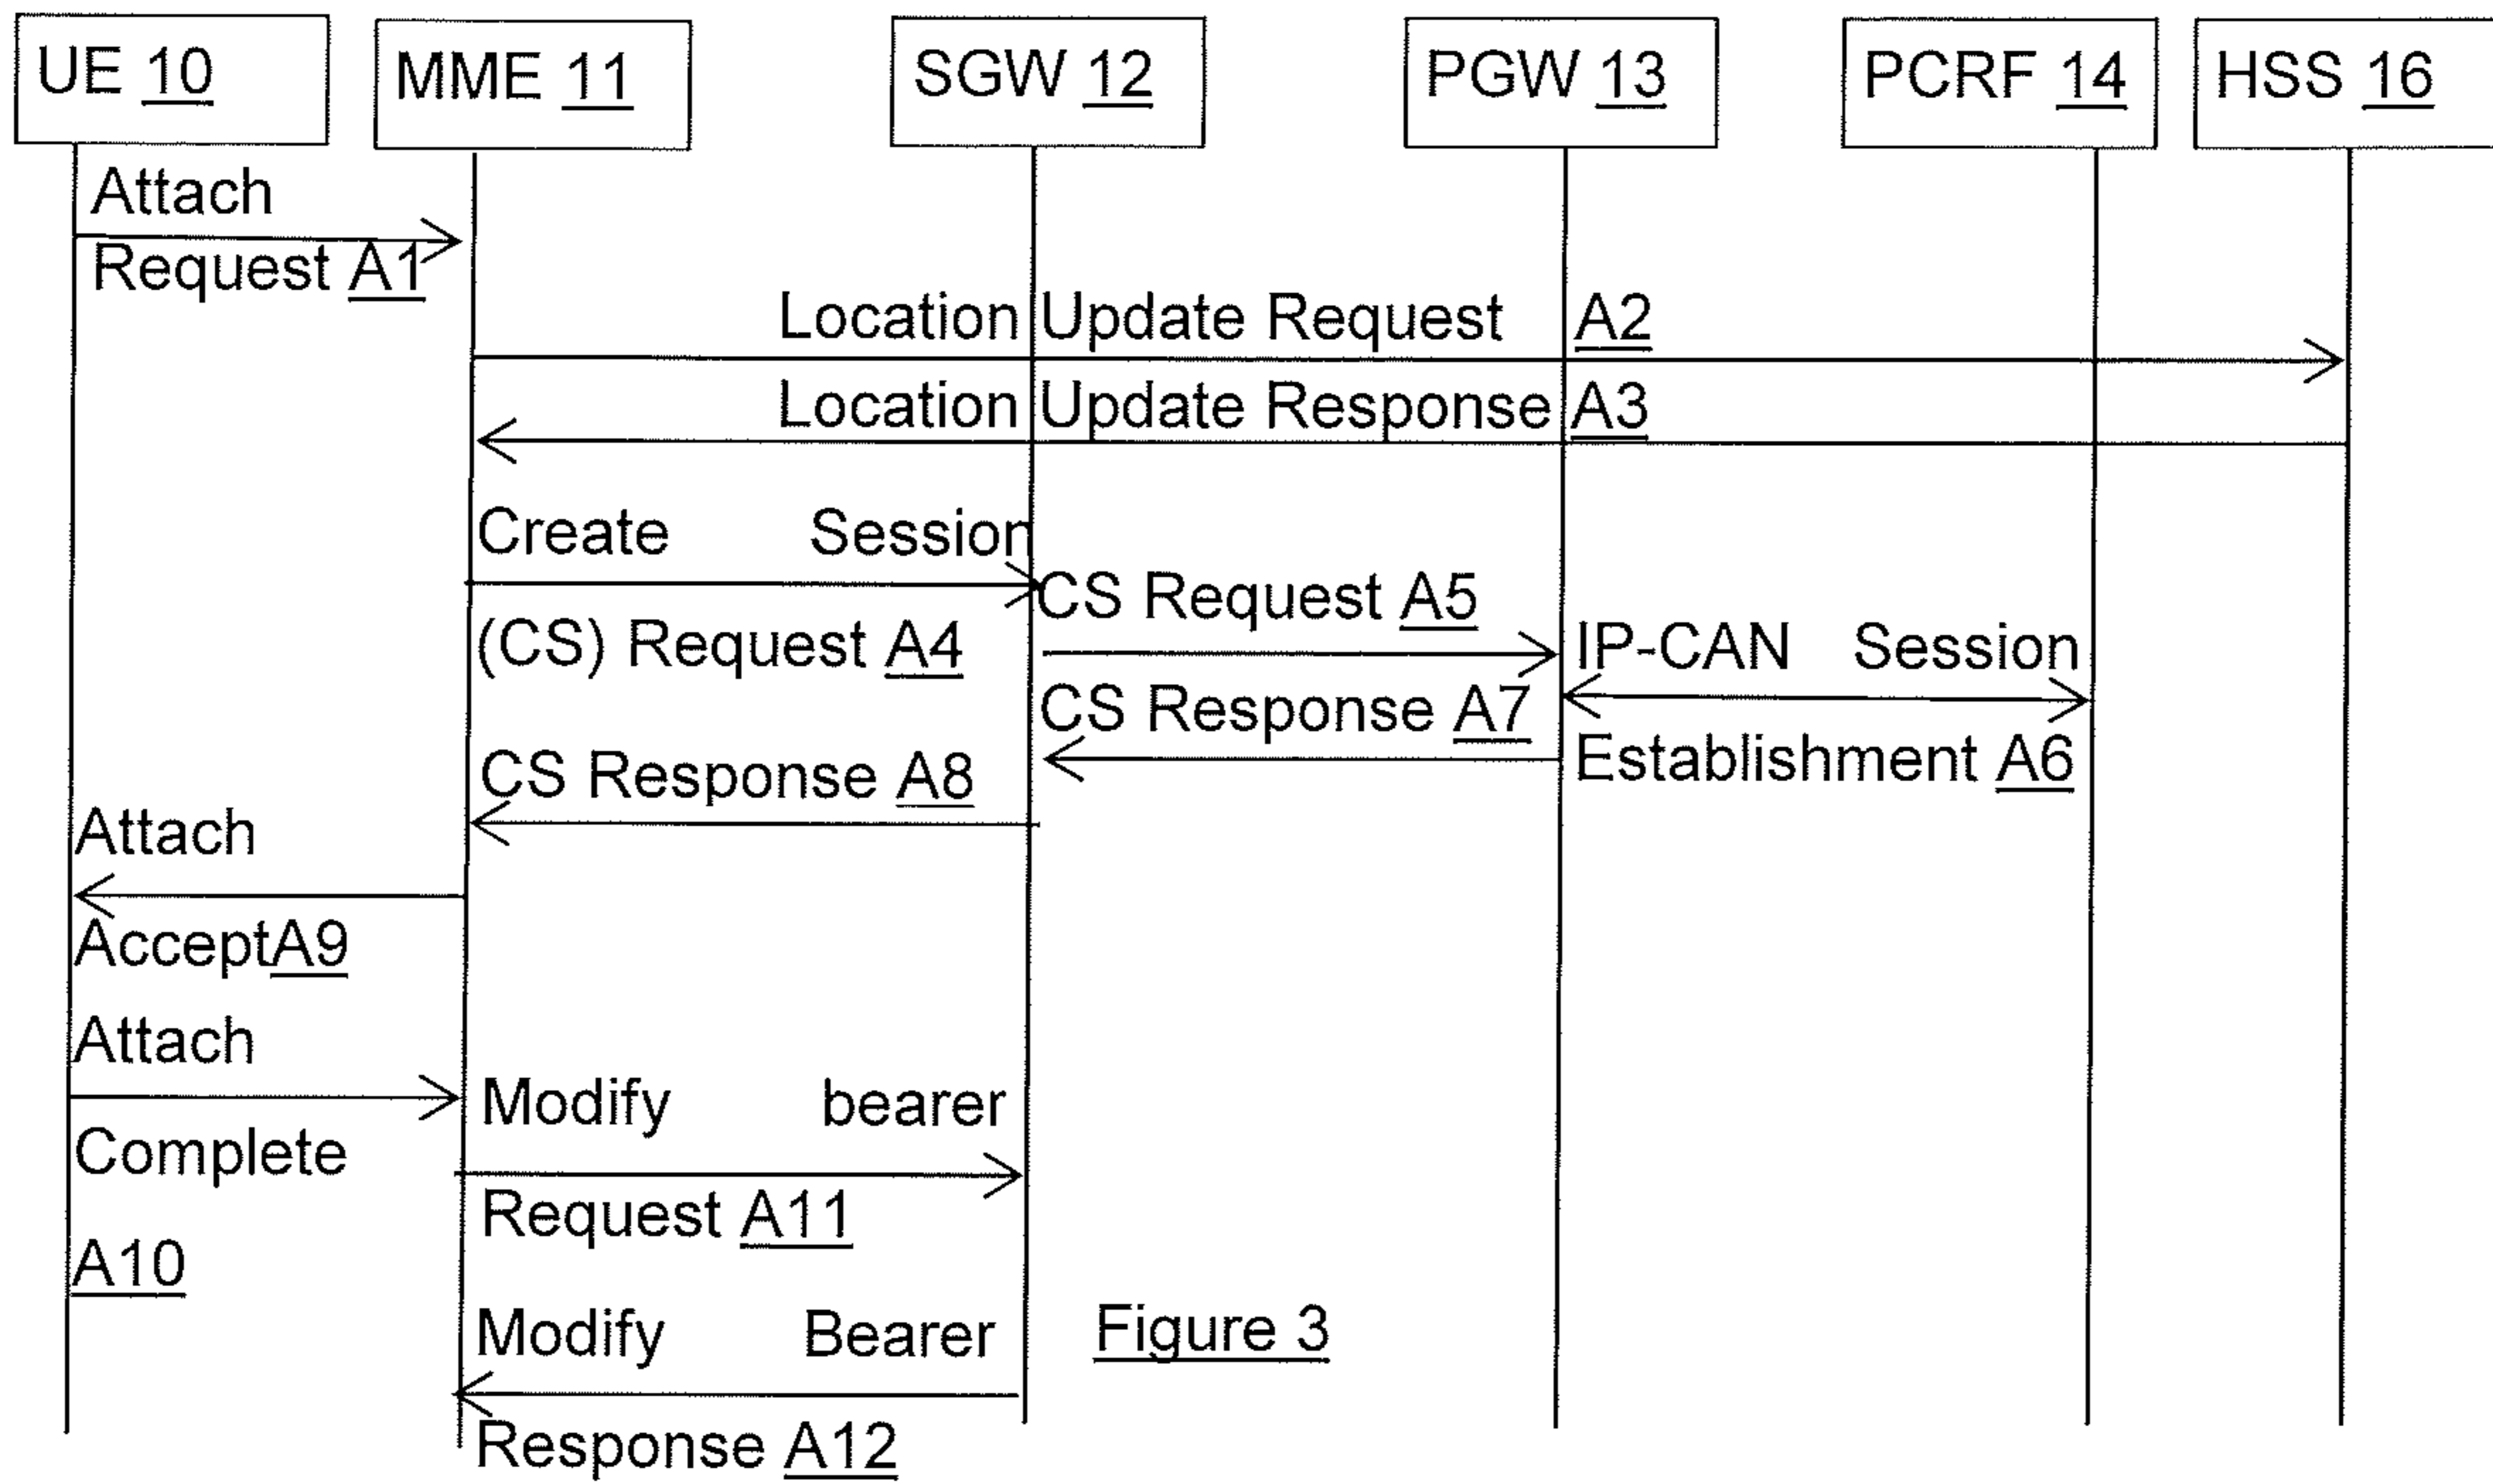 UE 10
MME 11
SGW 12
PGW 13
PCRF 14
HSS 16
Attach
Request A1
Location Update Request A2
Location Update Response A3
Create Session
(CS) Request A4
CS Request A5
IP-CAN Session
Establishment A6
CS Response A7
CS Response A8
Attach
Accept A9
Attach
Complete
A10
Modify bearer
Request A11
Modify Bearer
Response A12
Figure 3